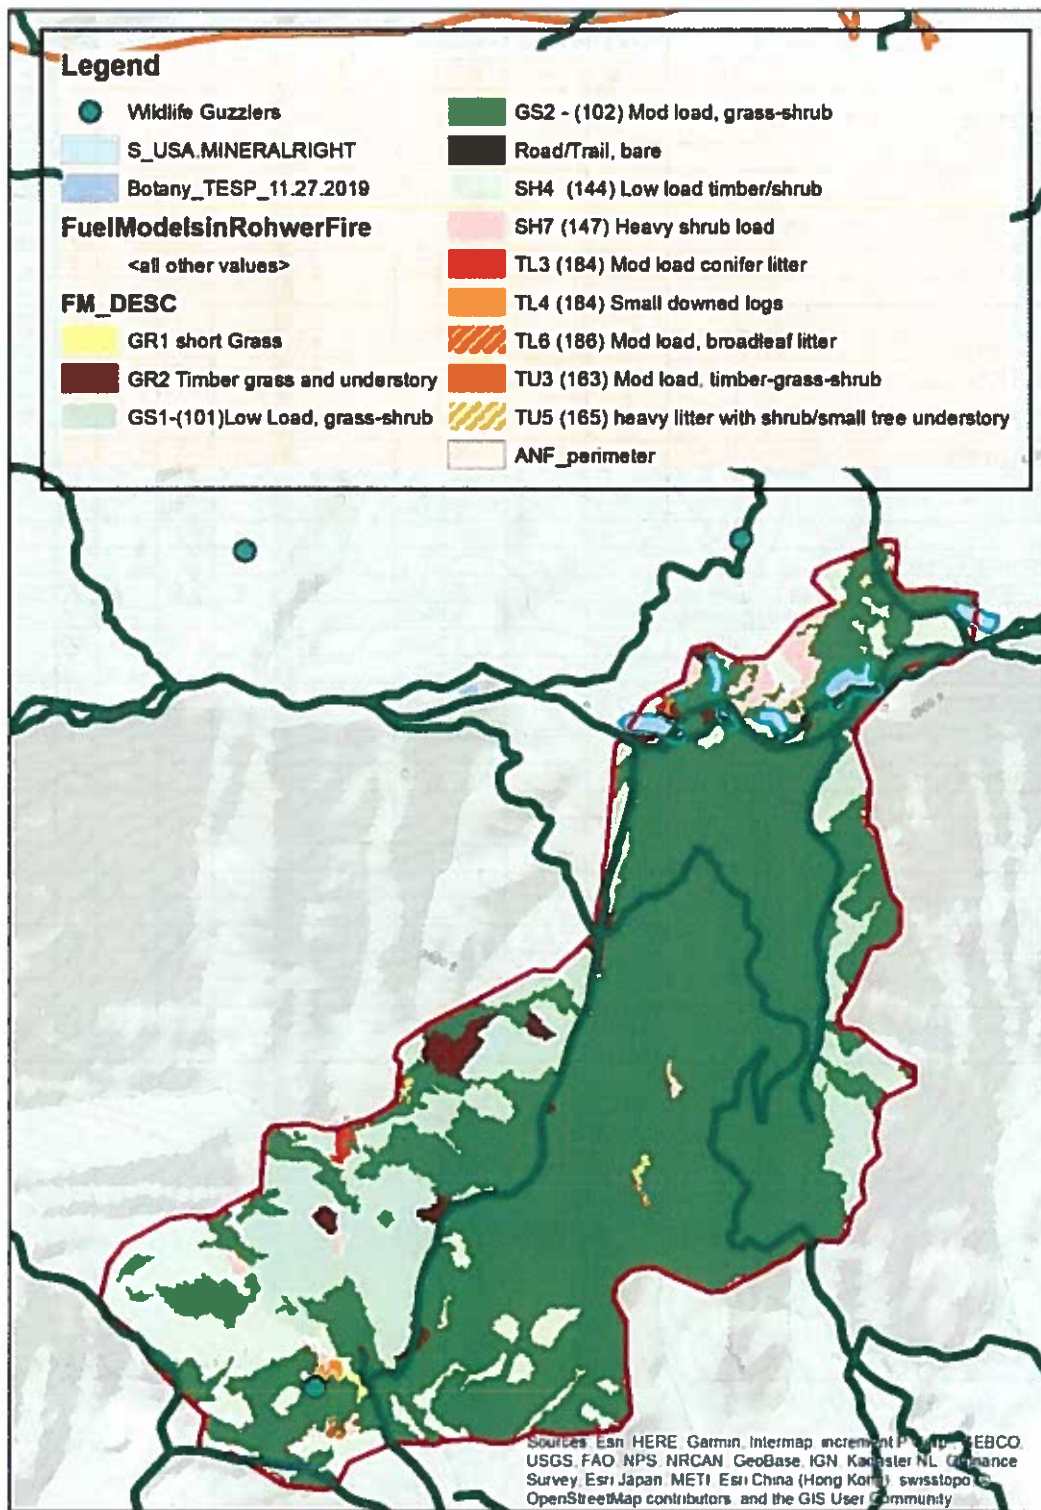 Legend
Wildlife Guzzlers
S_USA.MINERALRIGHT
Botany_TESP_11.27.2019
FuelModelsinRohwerFire
<all other values>
FM_DESC
GR1 short Grass
GR2 Timber grass and understory
GS1-(101)Low Load, grass-shrub
GS2 - (102) Mod load, grass-shrub
Road/Trail, bare
SH4 (144) Low load timber/shrub
SH7 (147) Heavy shrub load
TL3 (184) Mod load conifer litter
TL4 (184) Small downed logs
TL6 (186) Mod load, broadleaf litter
TU3 (163) Mod load, timber-grass-shrub
TU5 (165) heavy litter with shrub/small tree understory
ANF_perimeter
Sources: Esri, HERE, Garmin, Intermap, increment P GEBCO,
USGS, FAO, NPS, NRCAN, GeoBase, IGN, Kadaster NL, Ordnance
Survey, Esri Japan, METI, Esri China (Hong Kong), swisstopo, ©
OpenStreetMap contributors, and the GIS User Community